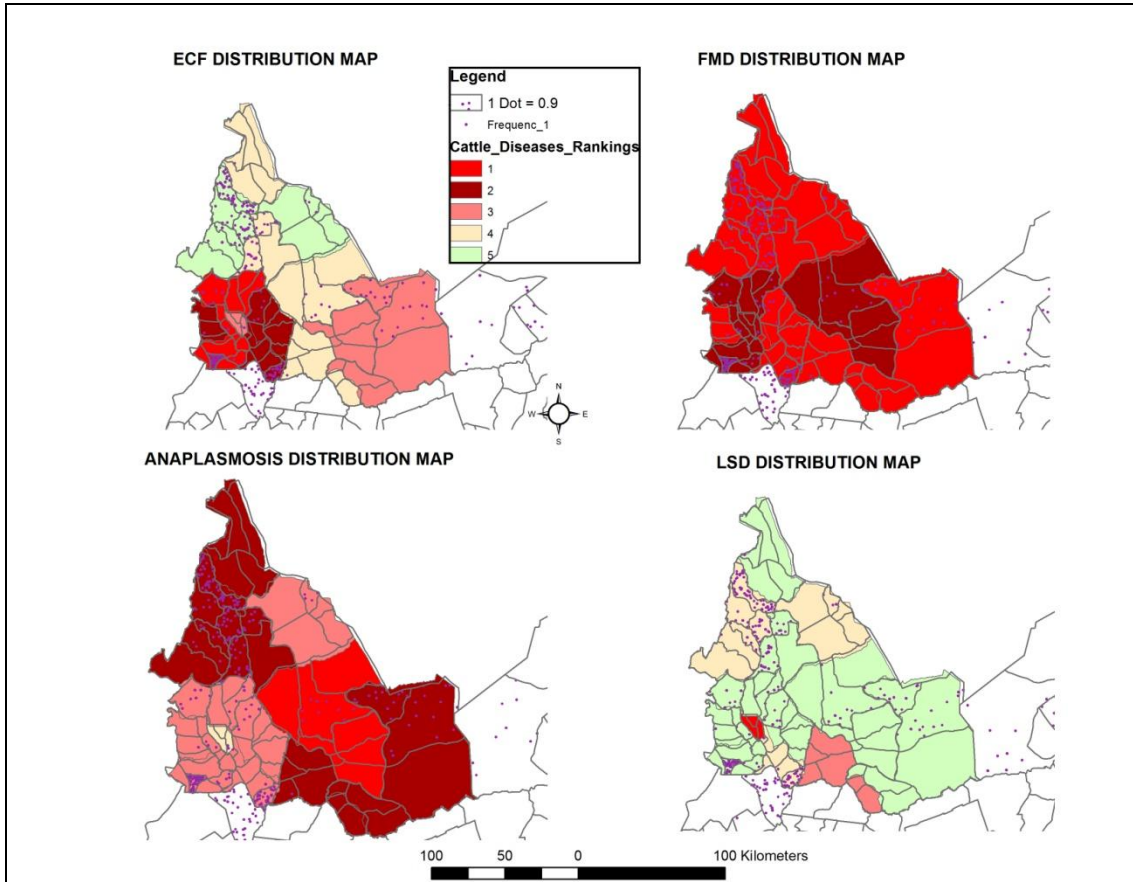 ECF DISTRIBUTION MAP
FMD DISTRIBUTION MAP
Legend
1 Dot = 0.9
Frequenc_1
Cattle_Diseases_Rankings
1
2
3
4
5
N
W E
S
ANAPLASMOSIS DISTRIBUTION MAP
LSD DISTRIBUTION MAP
100 50 0 100 Kilometers